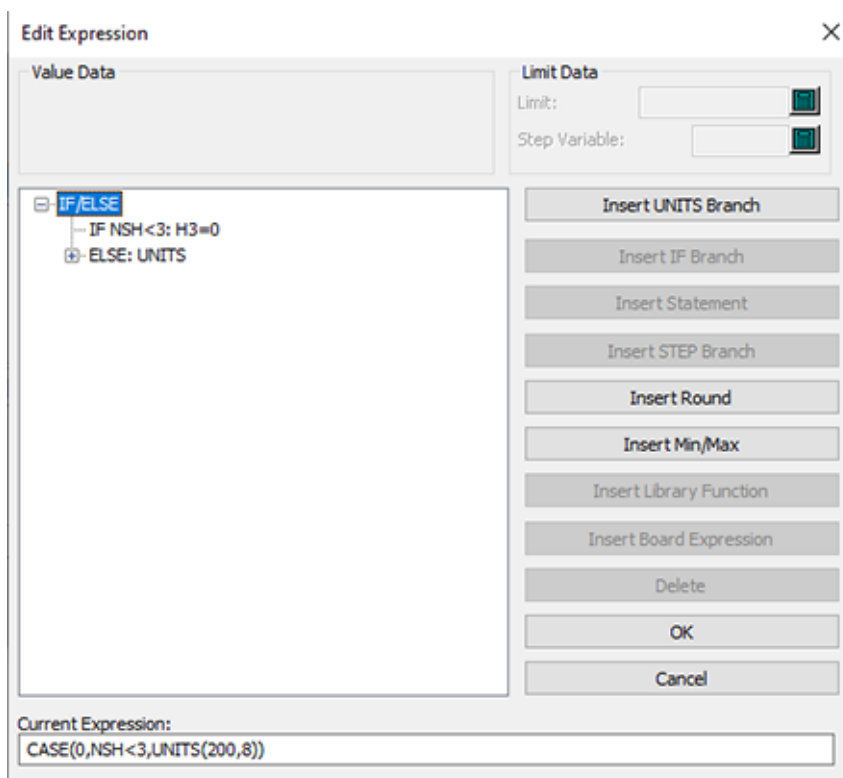 Edit Expression
Value Data
Limit Data
Limit:
Step Variable:
IF/ELSE
IF NSH<3: H3=0
ELSE: UNITS
Insert UNITS Branch
Insert IF Branch
Insert Statement
Insert STEP Branch
Insert Round
Insert Min/Max
Insert Library Function
Insert Board Expression
Delete
OK
Cancel
Current Expression:
CASE(0,NSH<3,UNITS(200,8))